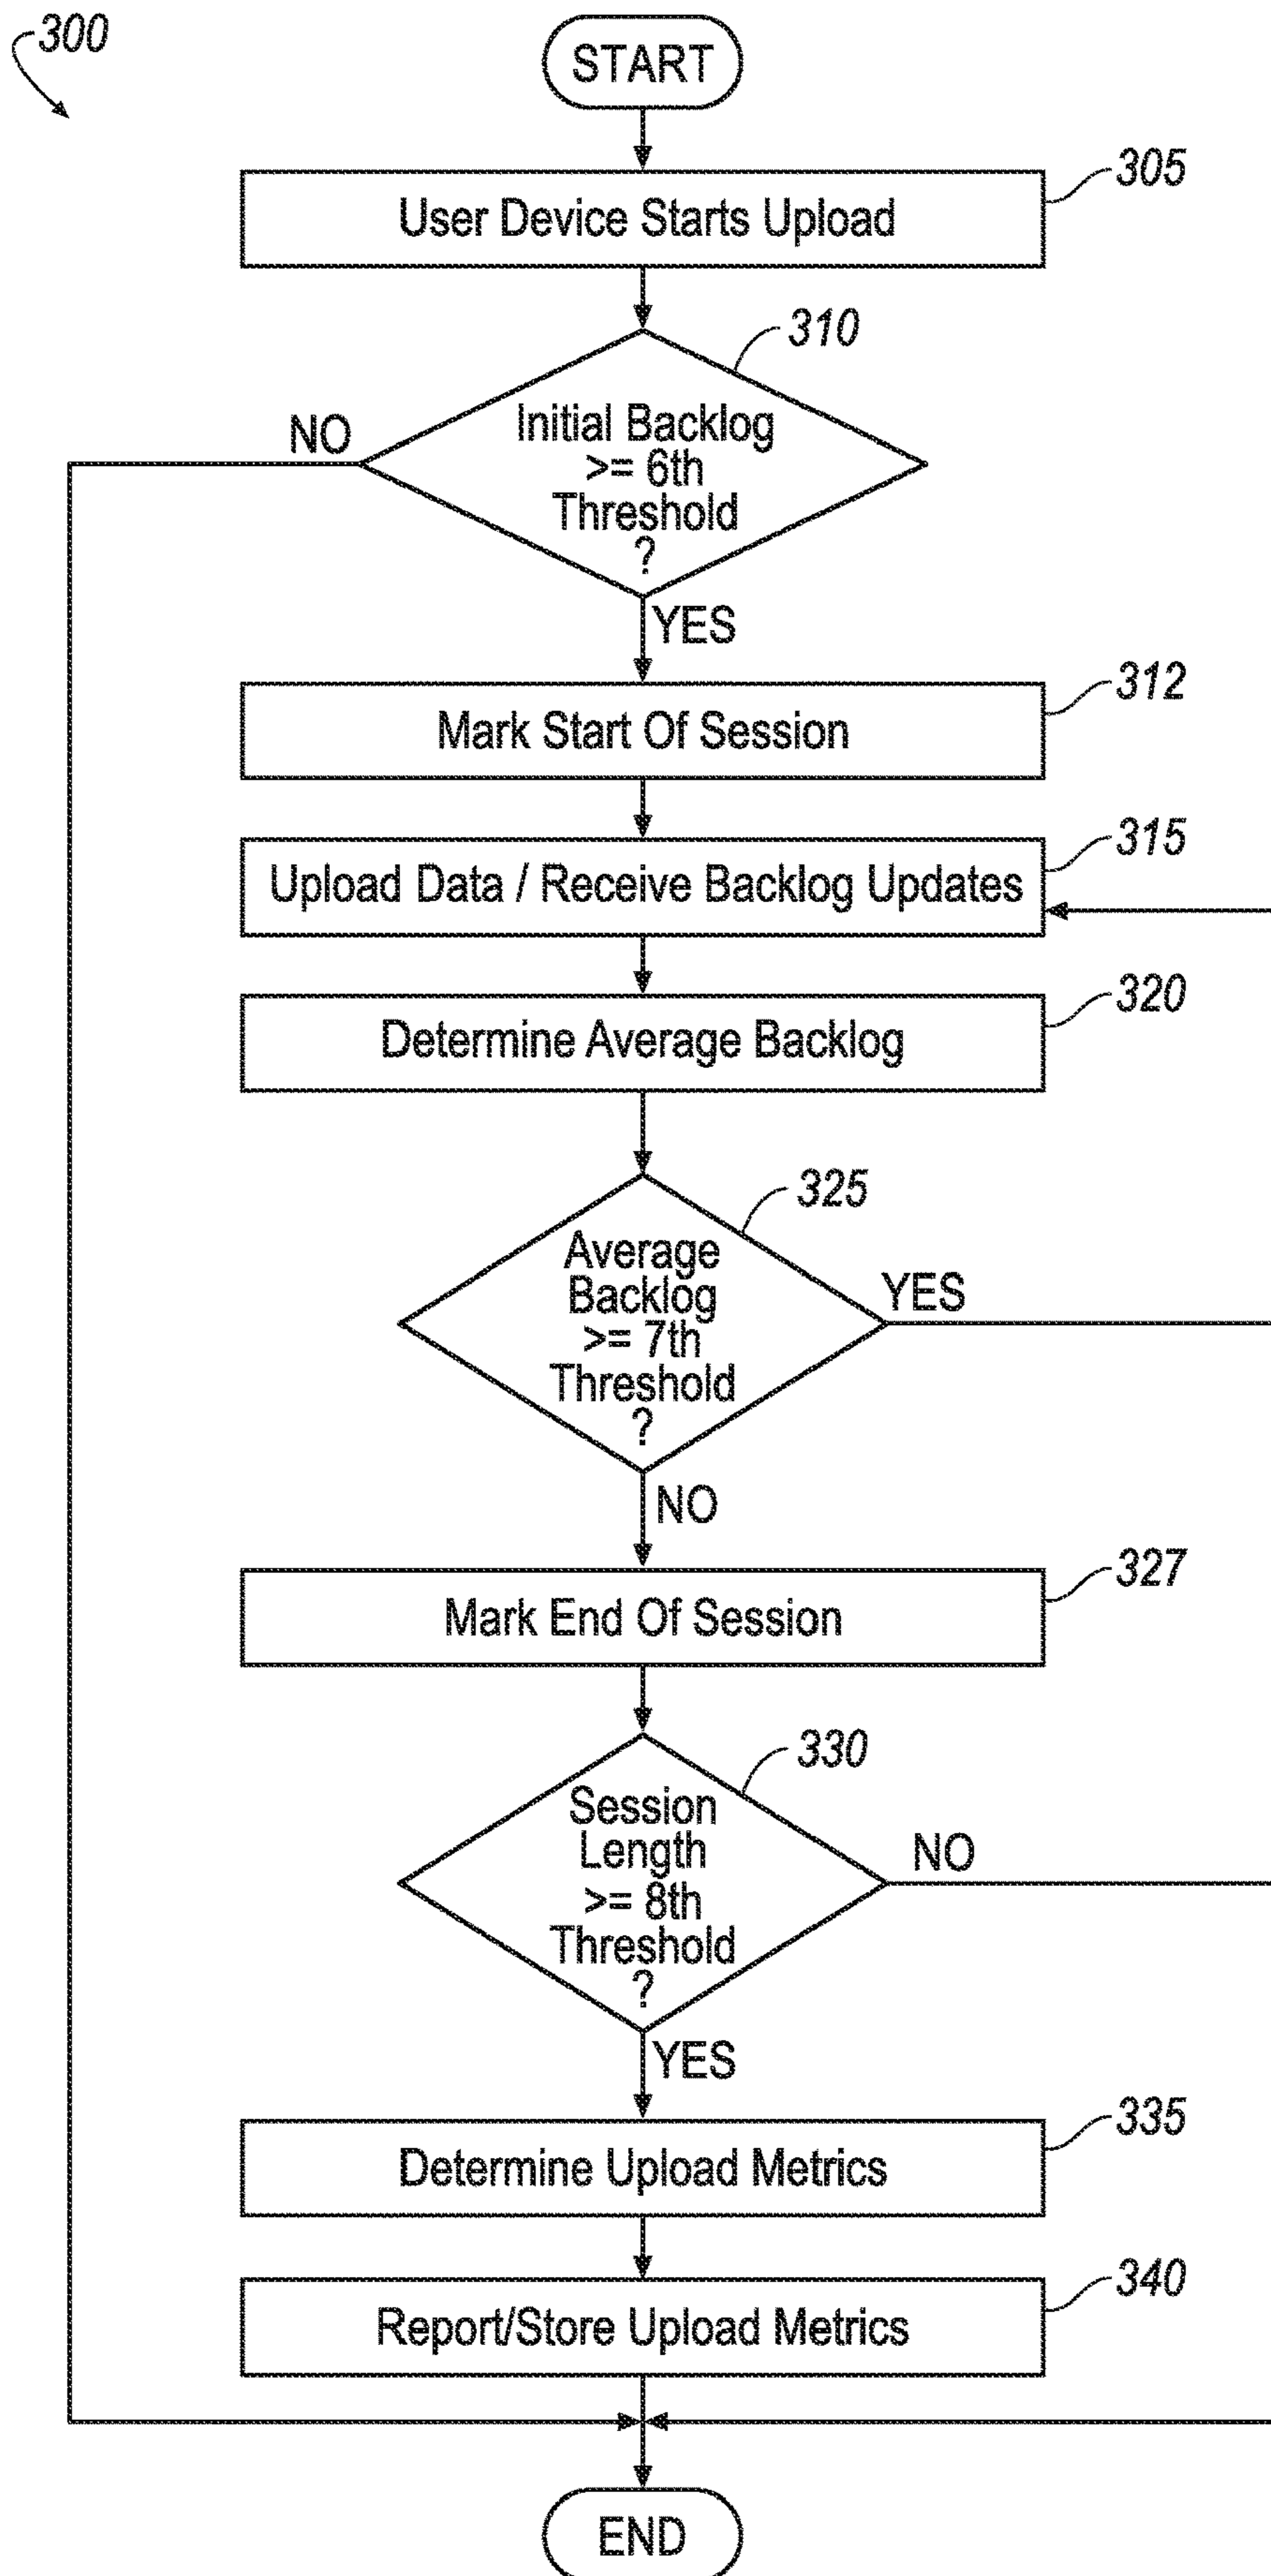 300
START
305
User Device Starts Upload
310
NO
Initial Backlog
>= 6th
Threshold
?
YES
312
Mark Start Of Session
315
Upload Data / Receive Backlog Updates
320
Determine Average Backlog
325
Average
Backlog
>= 7th
Threshold
?
YES
NO
327
Mark End Of Session
330
Session
Length
>= 8th
Threshold
?
NO
YES
335
Determine Upload Metrics
340
Report/Store Upload Metrics
END